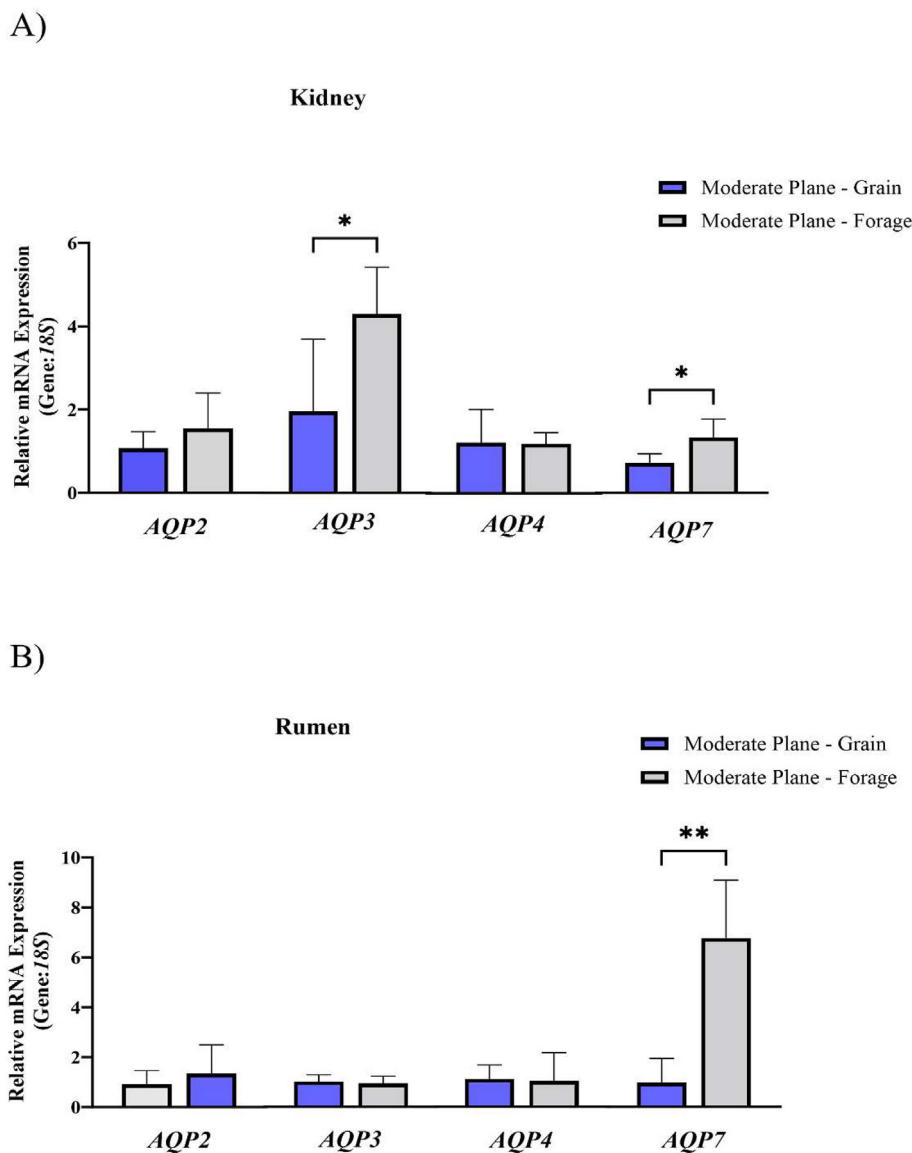 A)
Kidney
Moderate Plane - Grain
Moderate Plane - Forage
Relative mRNA Expression
(Gene:18S)
6
4
2
0
*
*
AQP2
AQP3
AQP4
AQP7
B)
Rumen
Moderate Plane - Grain
Moderate Plane - Forage
Relative mRNA Expression
(Gene:18S)
10
8
6
4
2
0
**
AQP2
AQP3
AQP4
AQP7